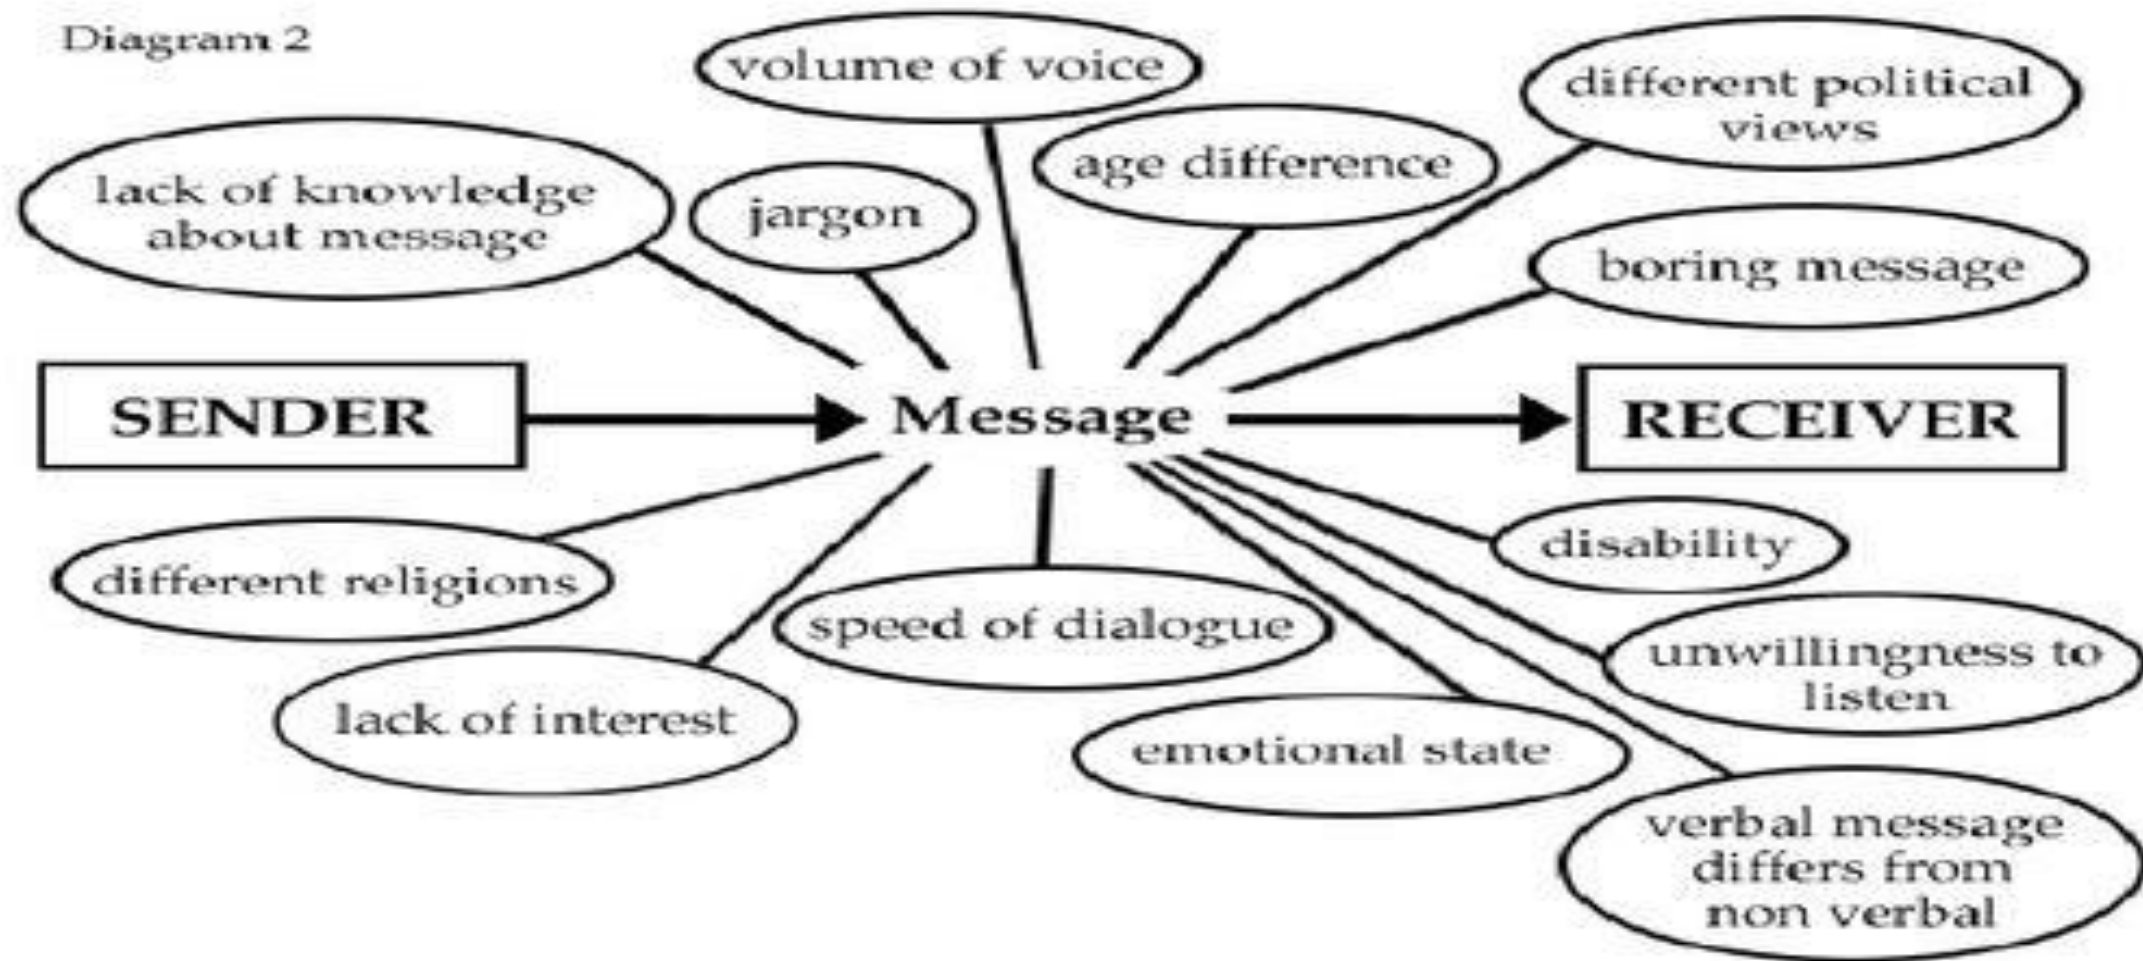 Diagram 2
volume of voice
different political
views
age difference
lack of knowledge
about message
jargon
boring message
SENDER
Message
RECEIVER
different religions
disability
speed of dialogue
unwillingness to
listen
lack of interest
emotional state
verbal message
differs from
non verbal